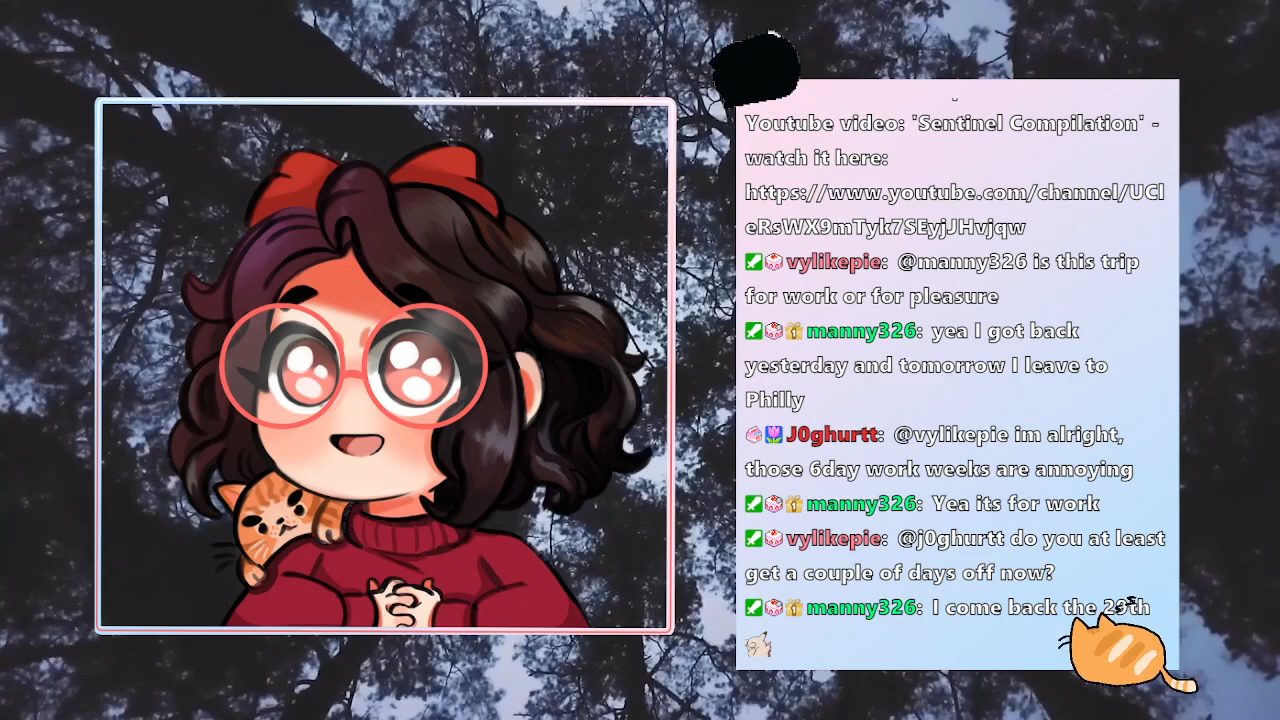 Youtube video: 'Sentinel Compilation' -
watch it here:
https://www.youtube.com/channel/UCl
eRsWX9mTyk7SEyjJHvjqw
vylikepie: @manny326 is this trip
for work or for pleasure
manny326: yea I got back
yesterday and tomorrow I leave to
Philly
J0ghurtt: @vylikepie im alright,
those 6day work weeks are annoying
manny326: Yea its for work
vylikepie: @j0ghurtt do you at least
get a couple of days off now?
manny326: I come back the 29th